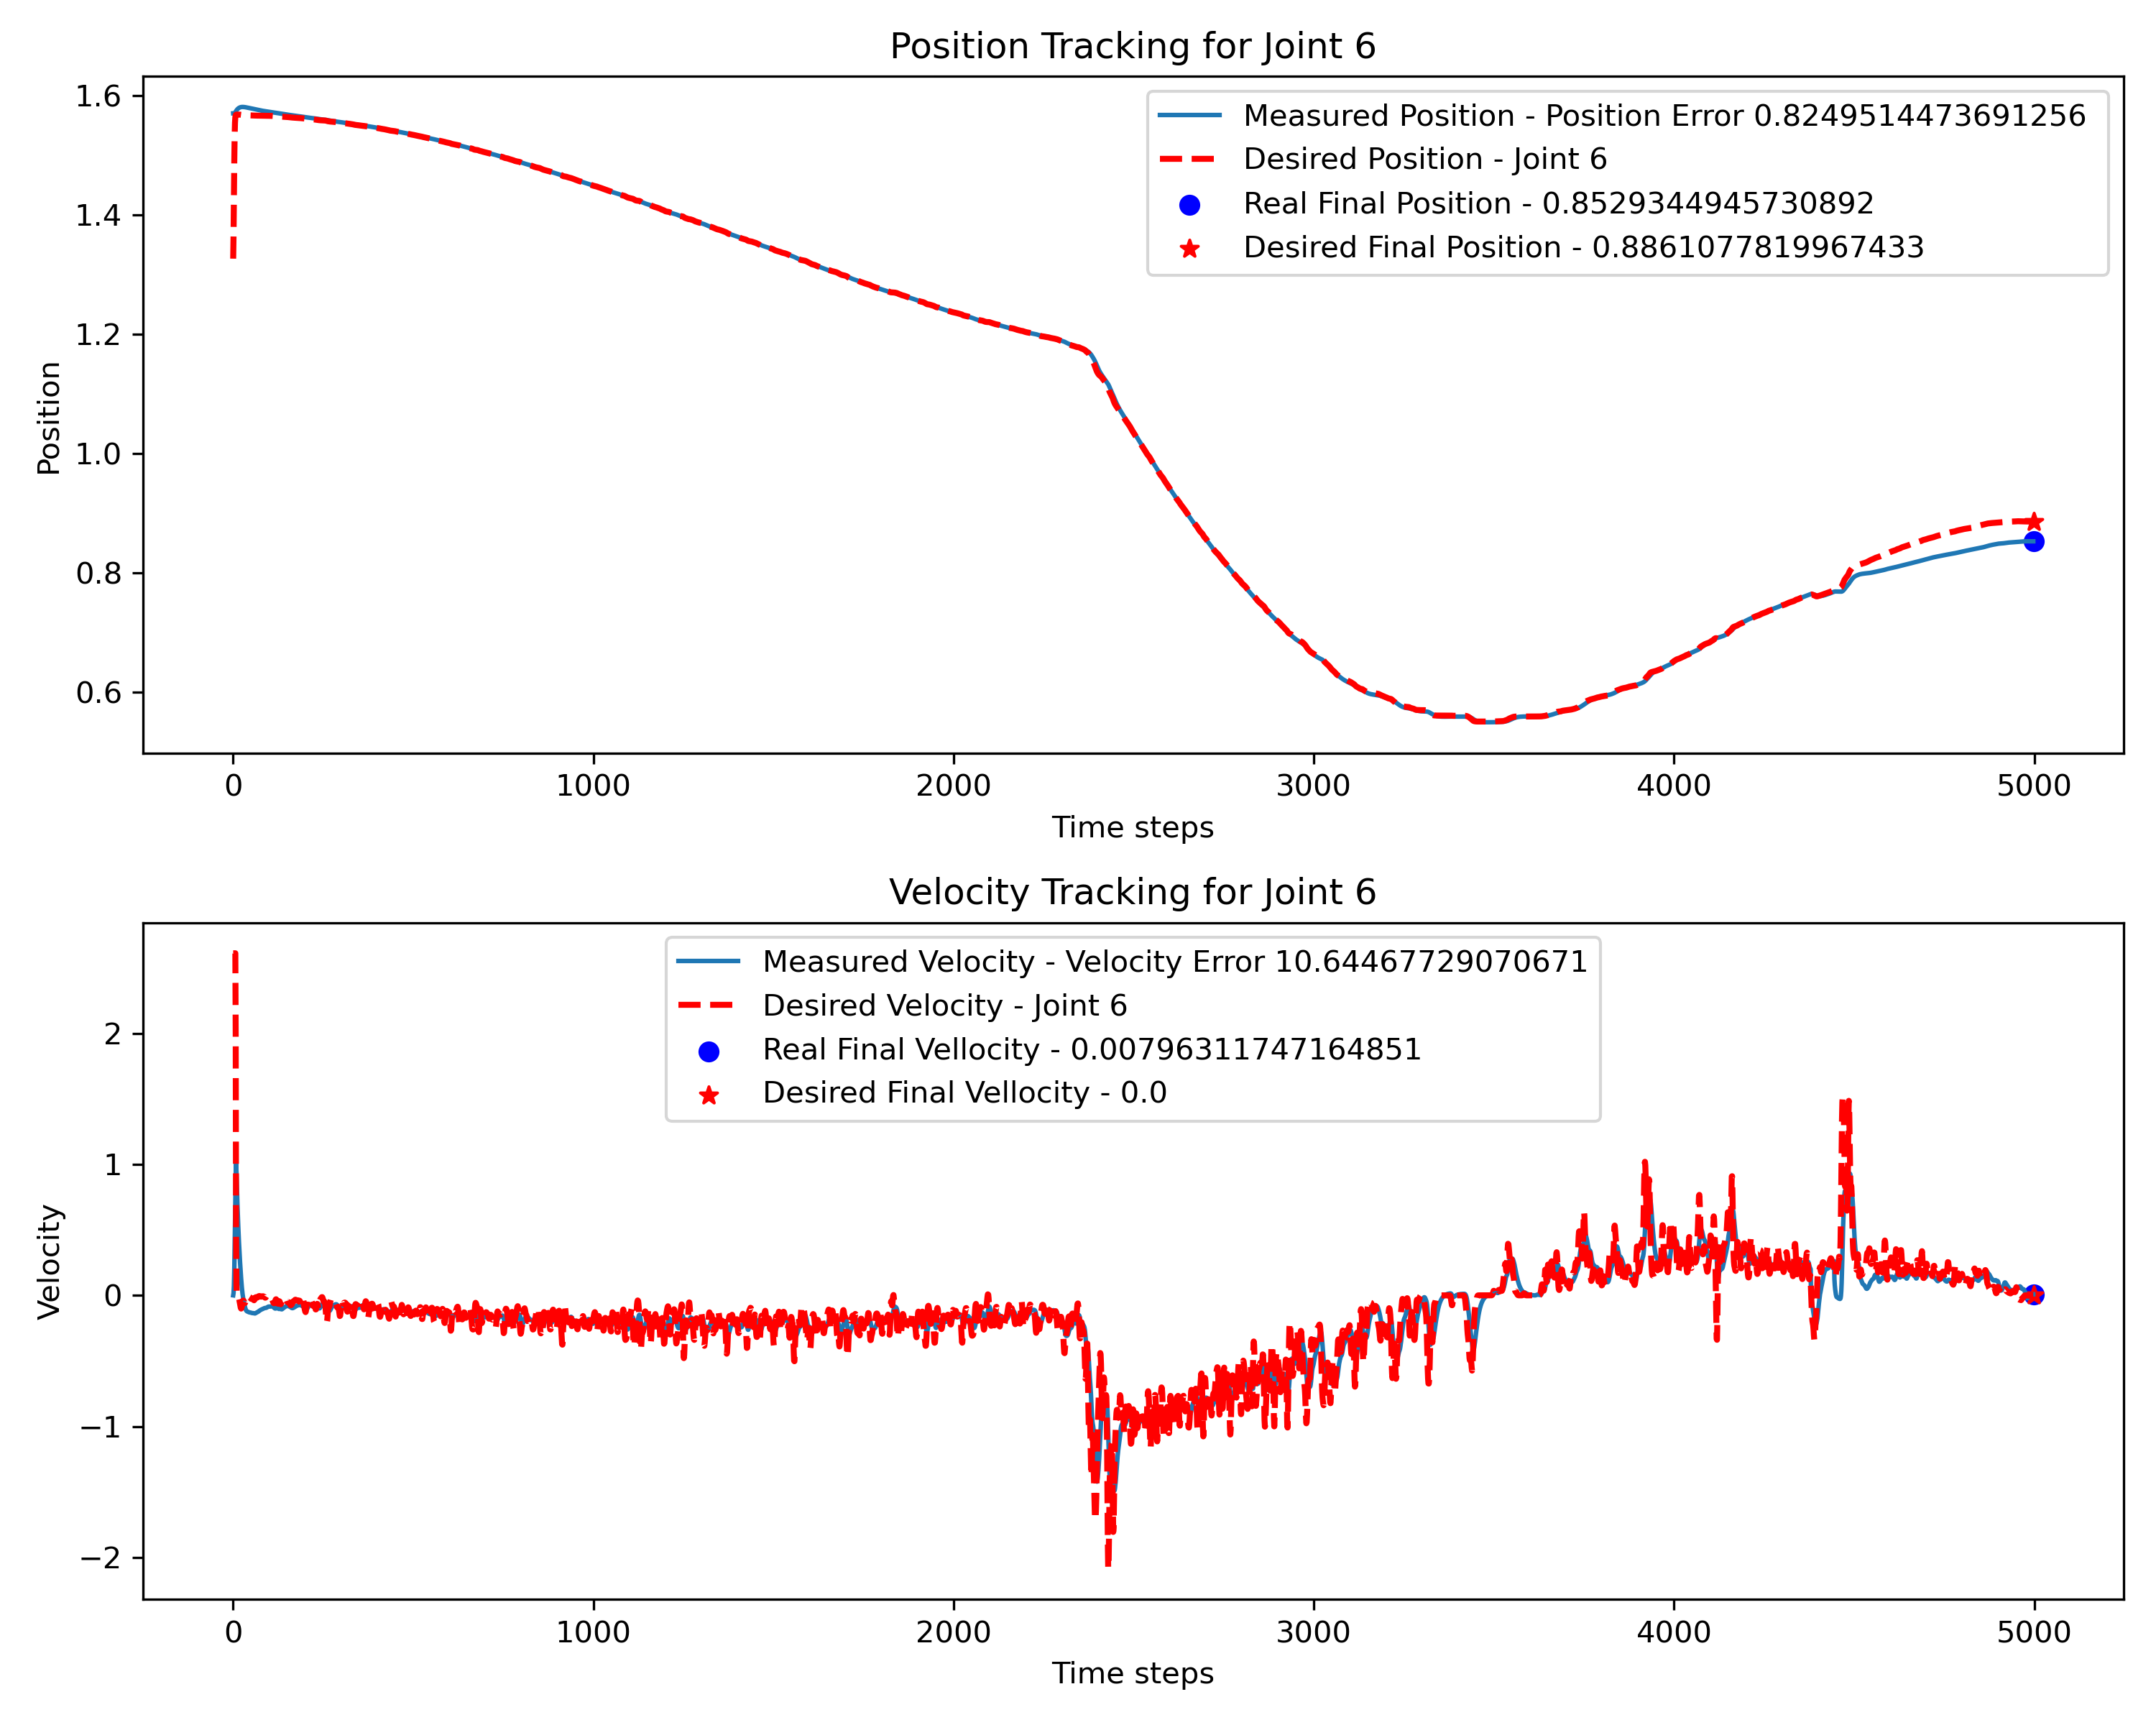 Position Tracking for Joint 6
Measured Position - Position Error 0.8249514473691256
Desired Position - Joint 6
Real Final Position - 0.8529344945730892
Desired Final Position - 0.8861077819967433
1.6
1.4
1.2
1.0
0.8
0.6
Position
0 1000 2000 3000 4000 5000
Time steps
Velocity Tracking for Joint 6
Measured Velocity - Velocity Error 10.64467729070671
Desired Velocity - Joint 6
Real Final Vellocity - 0.00796311747164851
Desired Final Vellocity - 0.0
2
1
0
−1
−2
Velocity
0 1000 2000 3000 4000 5000
Time steps